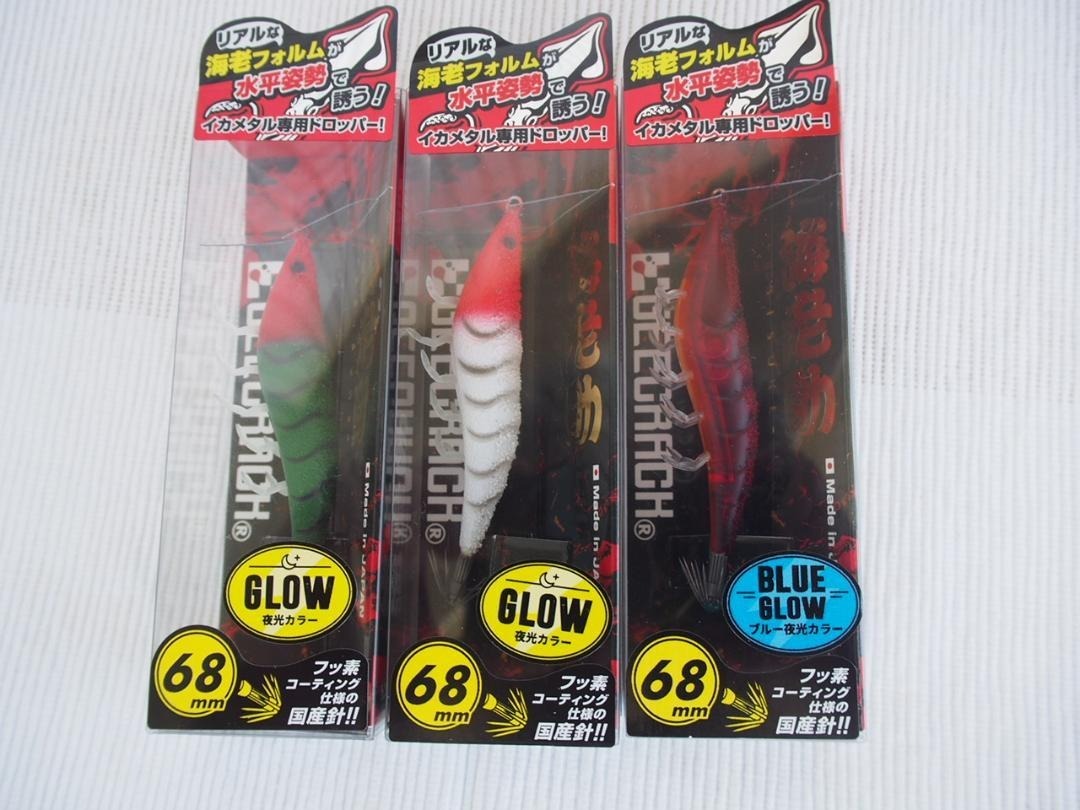 リアルな
海老フォルムが
水平姿勢で
誘う!
イカメタル専用ドロッパー!
Made in JAPAN
GLOW
夜光カラー
68
mm
フッ素
コーティング
仕様の
国産針!!
リアルな
海老フォルムが
水平姿勢で
誘う!
イカメタル専用ドロッパー!
Made in JA
GLOW
夜光カラー
68
mm
フッ素
コーティング
仕様の
国産針!!
リアルな
海老フォルムが
水平姿勢で
誘う!
イカメタル専用ドロッパー!
Made in
BLUE
GLOW
ブルー夜光カラー
68
mm
フッ素
コーティング
仕様の
国産針!!